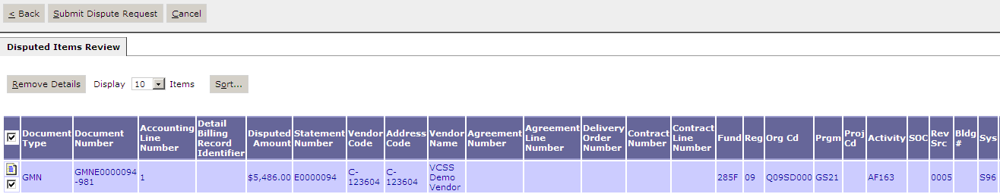 < Back Submit Dispute Request Cancel
Disputed Items Review
Remove Details Display 10 Items Sort...
Document Type Document Number Accounting Line Number Detail Billing Record Identifier Disputed Amount Statement Number Vendor Code Address Code Vendor Name Agreement Number Agreement Line Number Delivery Order Number Contract Number Contract Line Number Fund Reg Org Cd Prgm Proj Cd Activity SOC Rev Src Bldg # Sys
GMN GMNE0000094-981 1 $5,486.00 E0000094 C-123604 C-123604 VCSS Demo Vendor 285F 09 Q09SD000 GS21 AF163 0005 S96